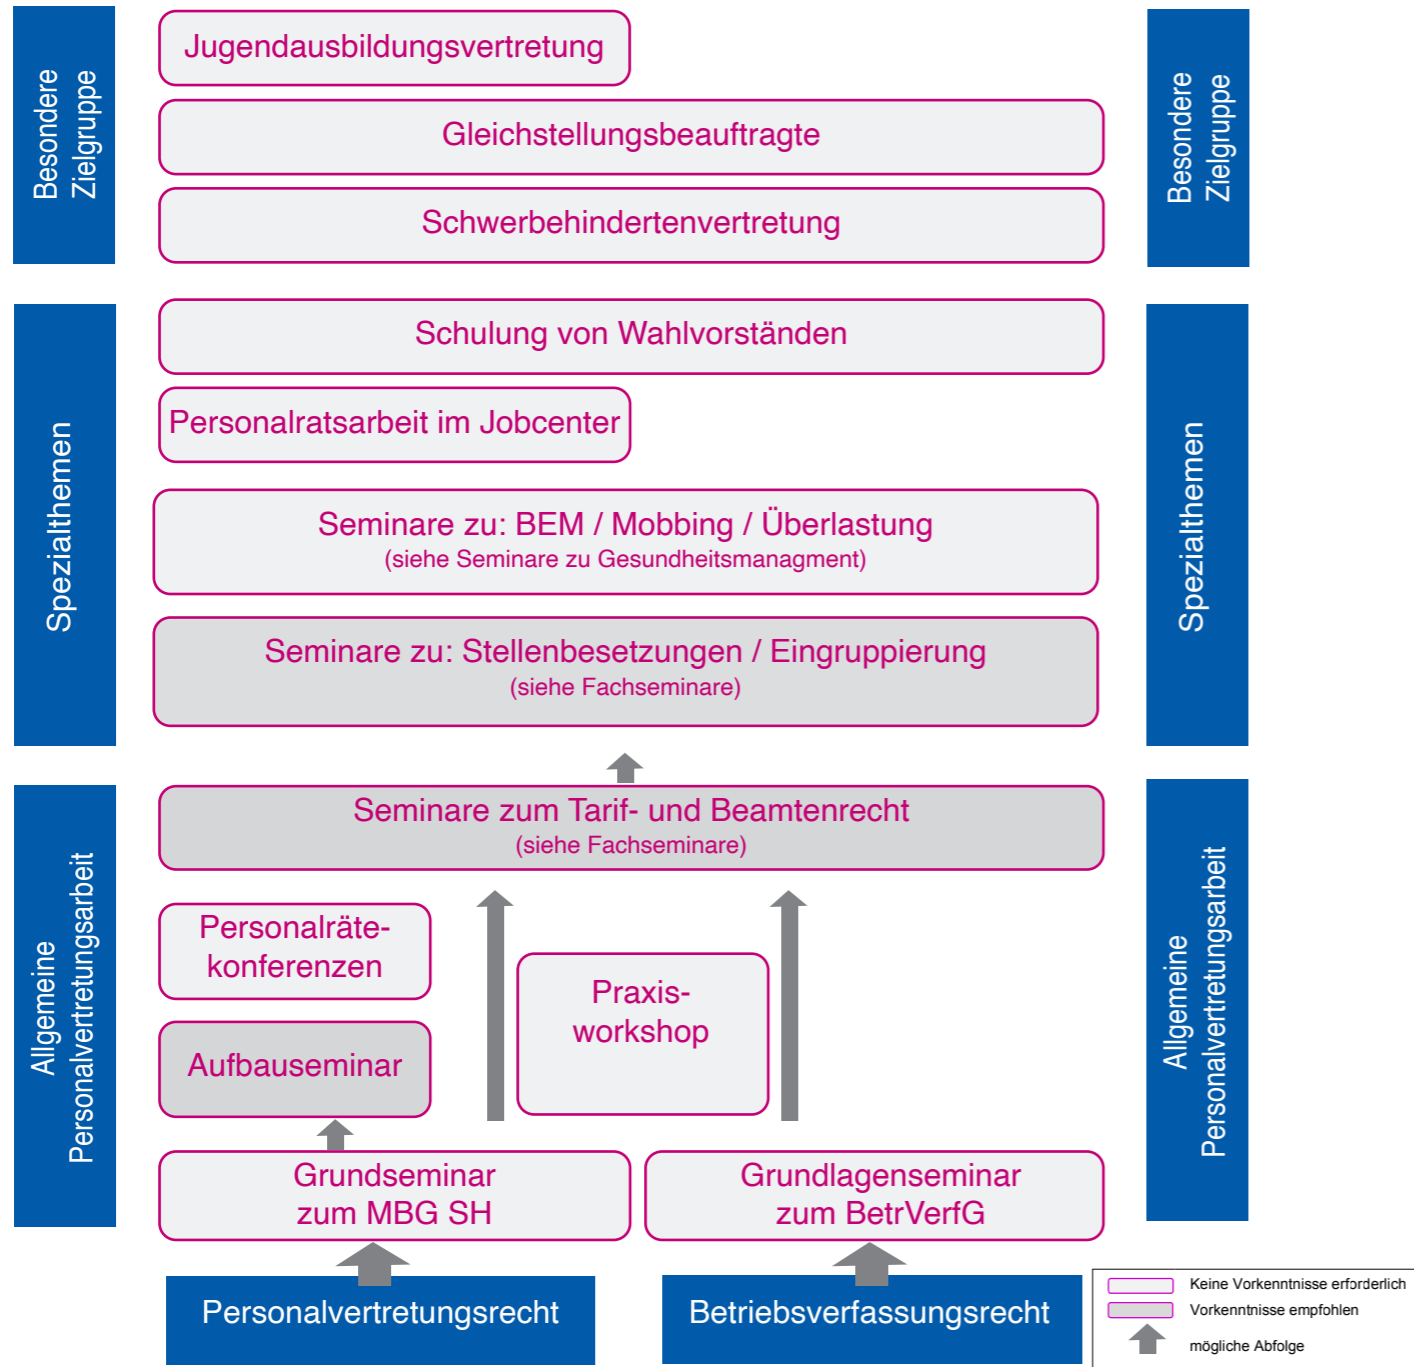 Besondere
Zielgruppe
Jugendausbildungsvertretung
Gleichstellungsbeauftragte
Schwerbehindertenvertretung
Besondere
Zielgruppe
Spezialthemen
Schulung von Wahlvorständen
Personalratsarbeit im Jobcenter
Seminare zu: BEM / Mobbing / Überlastung
(siehe Seminare zu Gesundheitsmanagment)
Seminare zu: Stellenbesetzungen / Eingruppierung
(siehe Fachseminare)
Spezialthemen
Allgemeine
Personalvertretungsarbeit
Seminare zum Tarif- und Beamtenrecht
(siehe Fachseminare)
Personalräte-
konferenzen
Praxis-
workshop
Aufbauseminar
Grundseminar
zum MBG SH
Grundlagenseminar
zum BetrVerfG
Allgemeine
Personalvertretungsarbeit
Personalvertretungsrecht
Betriebsverfassungsrecht
Keine Vorkenntnisse erforderlich
Vorkenntnisse empfohlen
mögliche Abfolge